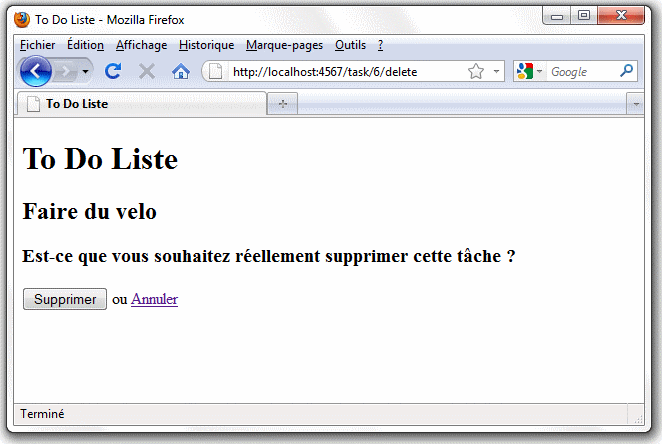 To Do Liste - Mozilla Firefox
Fichier Édition Affichage Historique Marque-pages Outils ?
http://localhost:4567/task/6/delete Google
To Do Liste
To Do Liste
Faire du velo
Est-ce que vous souhaitez réellement supprimer cette tâche ?
Supprimer ou Annuler
Terminé